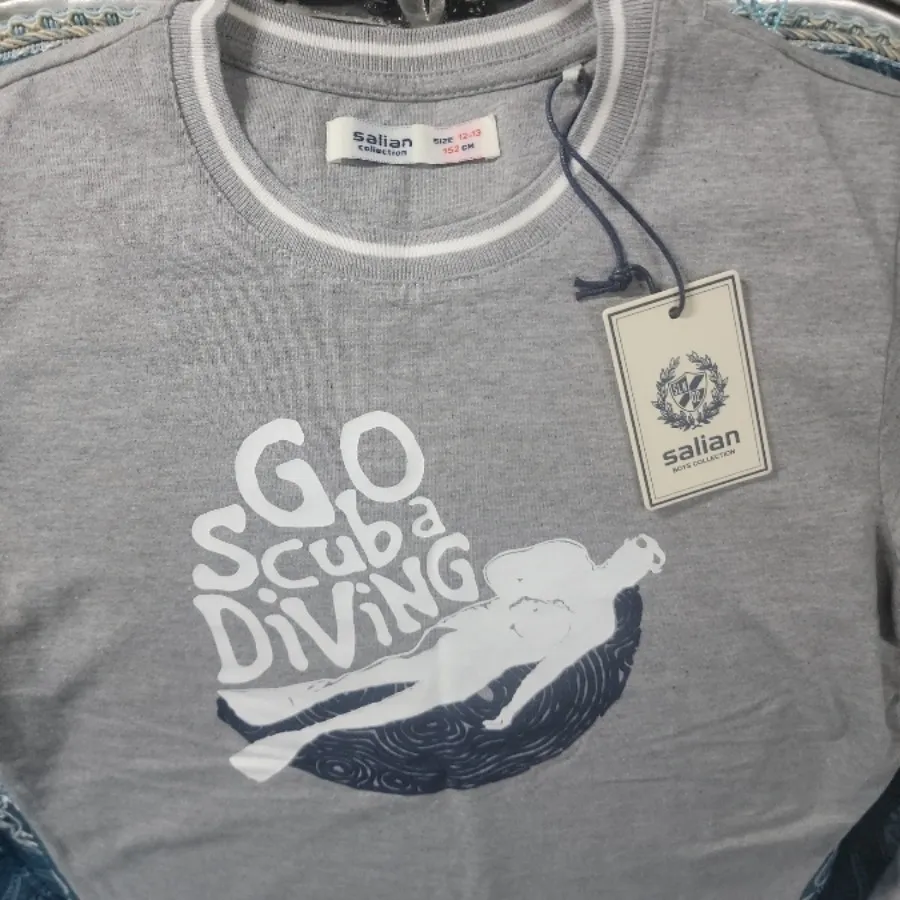 salian
collection
SIZE 12-13
152 CM
salian
BOYS COLLECTION
GO
Scuba
DiViNG